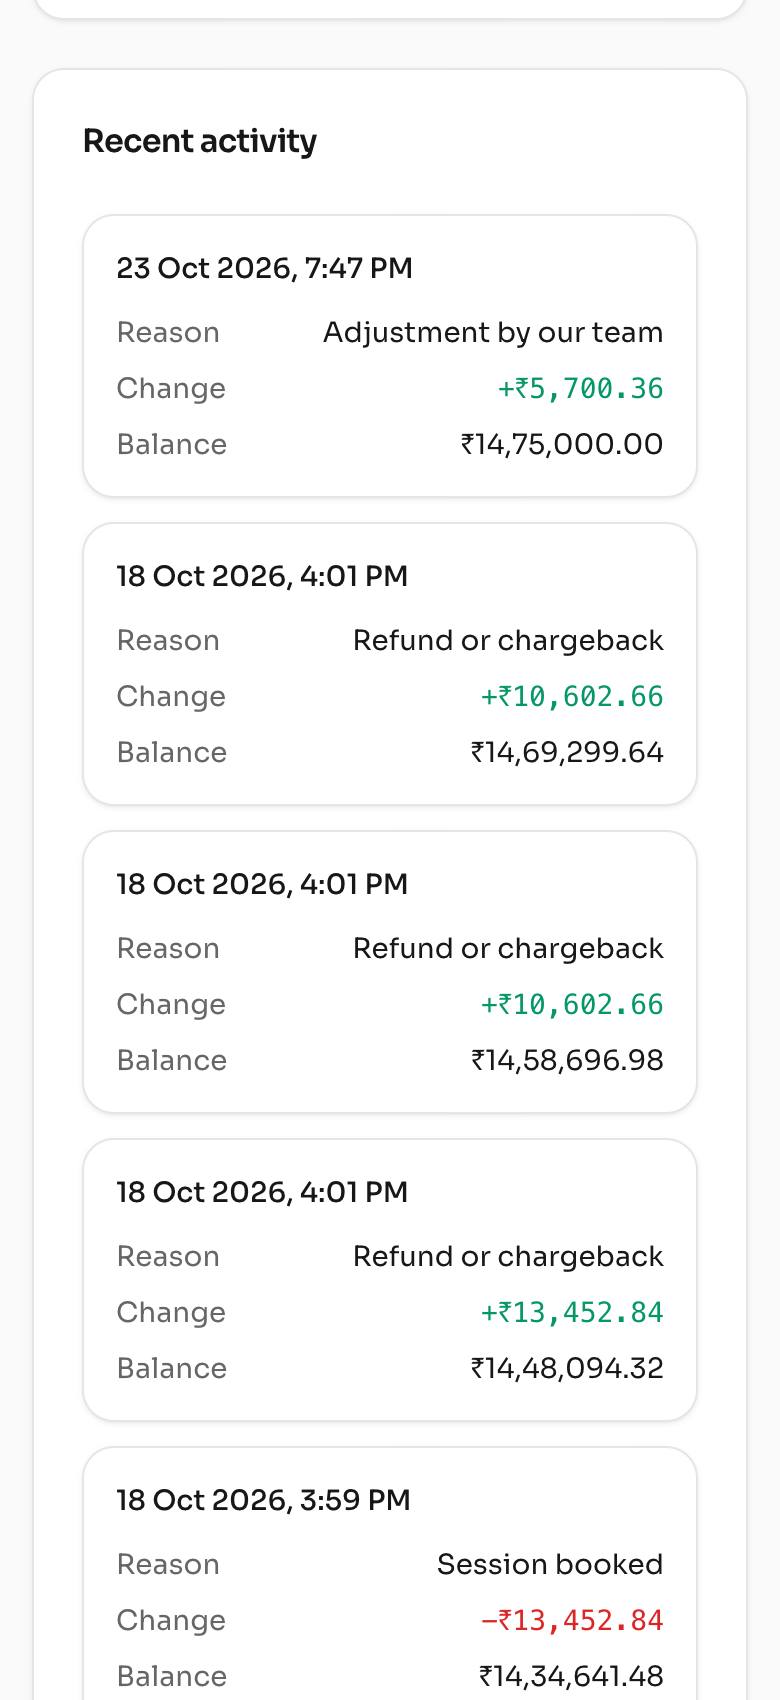 Recent activity
23 Oct 2026, 7:47 PM
Reason Adjustment by our team
Change +₹5,700.36
Balance ₹14,75,000.00
18 Oct 2026, 4:01 PM
Reason Refund or chargeback
Change +₹10,602.66
Balance ₹14,69,299.64
18 Oct 2026, 4:01 PM
Reason Refund or chargeback
Change +₹10,602.66
Balance ₹14,58,696.98
18 Oct 2026, 4:01 PM
Reason Refund or chargeback
Change +₹13,452.84
Balance ₹14,48,094.32
18 Oct 2026, 3:59 PM
Reason Session booked
Change −₹13,452.84
Balance ₹14,34,641.48